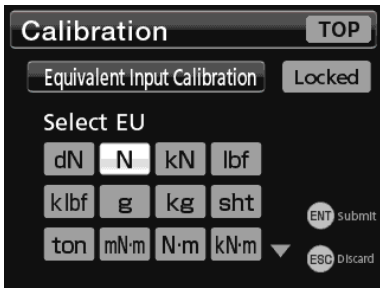 Calibration TOP
Equivalent Input Calibration Locked
Select EU
dN N kN lbf
klbf g kg sht
ENT Submit
ton mN·m N·m kN·m
ESC Discard